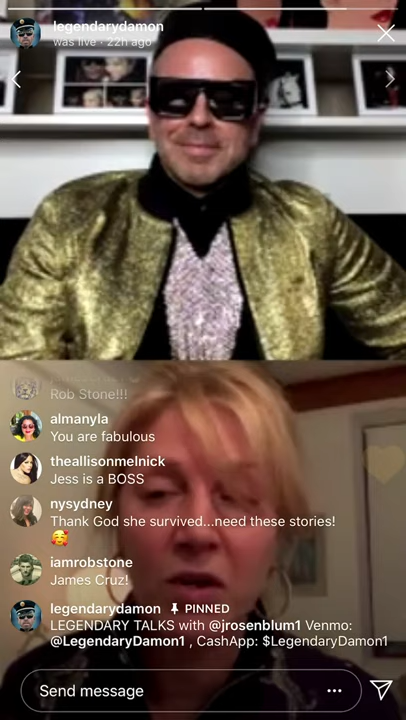 legendarydamon
was live · 22h ago
Rob Stone!!!
almanyla
You are fabulous
theallisonmelnick
Jess is a BOSS
nysydney
Thank God she survived...need these stories!
🥰
iamrobstone
James Cruz!
legendarydamon PINNED
LEGENDARY TALKS with @jrosenblum1 Venmo:
@LegendaryDamon1 , CashApp: $LegendaryDamon1
Send message